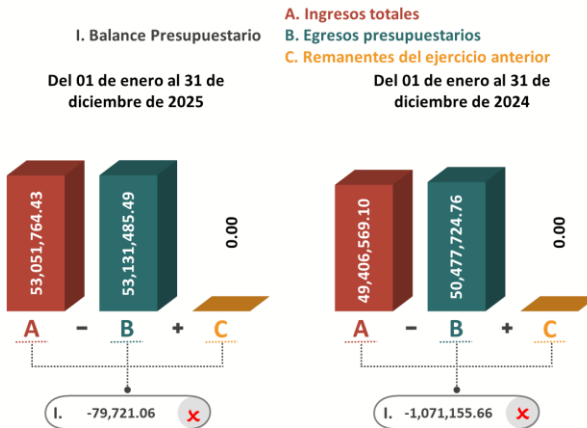 A. Ingresos totales
I. Balance Presupuestario
B. Egresos presupuestarios
C. Remanentes del ejercicio anterior
Del 01 de enero al 31 de
diciembre de 2025
53,051,764.43
53,131,485.49
0.00
A - B + C
I. -79,721.06 ✗
Del 01 de enero al 31 de
diciembre de 2024
49,406,569.10
50,477,724.76
0.00
A - B + C
I. -1,071,155.66 ✗